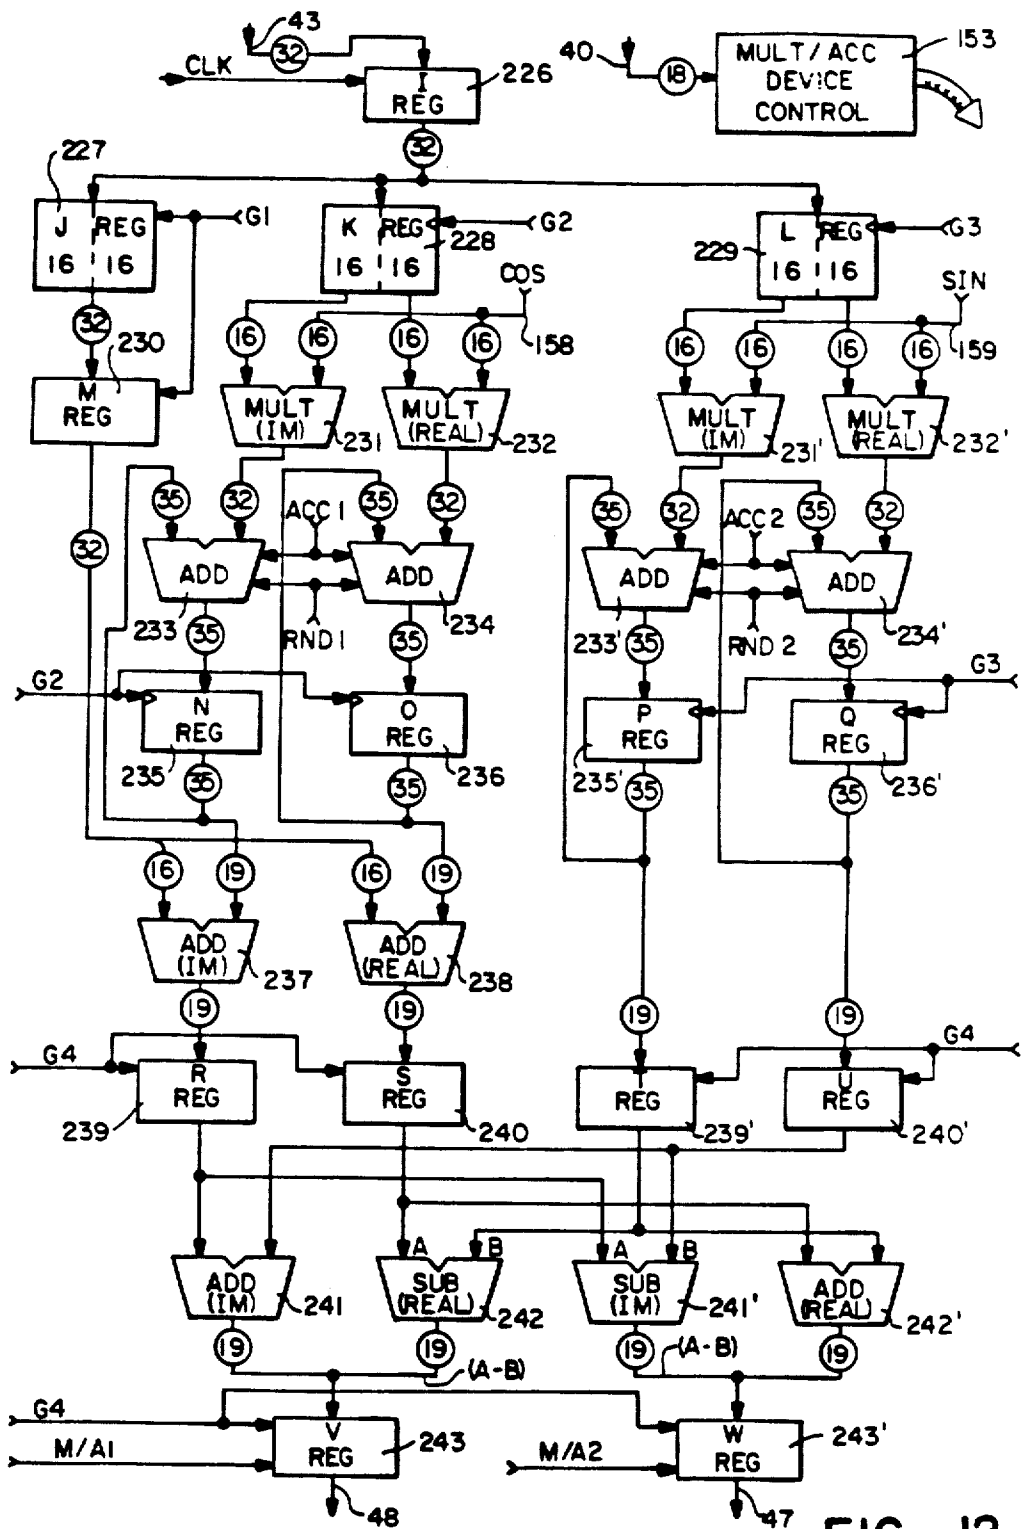 43
32
CLK
I
REG
226
32
40
18
MULT/ACC
DEVICE
CONTROL
153
227
J REG
16 16
G1
K REG
16 16
G2
228
L REG
16 16
G3
229
COS
SIN
32
230
M
REG
16 16 16 16
158
16 16 16 16
159
MULT
(IM)
231
MULT
(REAL)
232
MULT
(IM)
231'
MULT
(REAL)
232'
35 32
ACC 1
35 32
35 32
ACC 2
35 32
32
ADD
233
ADD
234
RND 1
ADD
233'
ADD
234'
RND 2
35 35 35 35
G2
G3
N
REG
235
O
REG
236
P
REG
235'
Q
REG
236'
35 35 35 35
16 19 16 19
ADD
(IM)
237
ADD
(REAL)
238
19 19 19 19
G4
G4
R
REG
239
S
REG
240
T
REG
239'
U
REG
240'
A B
A B
ADD
(IM)
241
SUB
(REAL)
242
SUB
(IM)
241'
ADD
(REAL)
242'
19 19 19 19
(A-B)
(A-B)
G4
M/A1
V
REG
243
M/A2
W
REG
243'
48
47